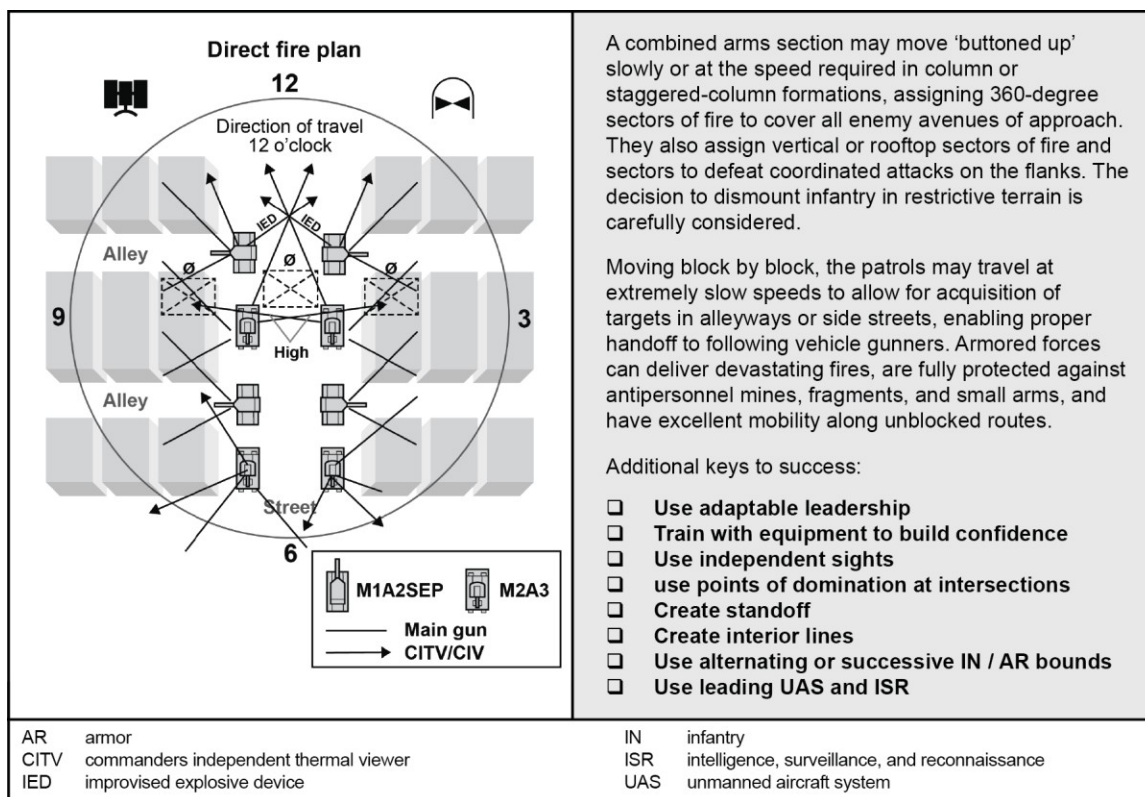 Direct fire plan
12
Direction of travel
12 o'clock
IED
IED
Alley
Ø
Ø
Ø
9
3
High
Alley
Street
6
M1A2SEP
M2A3
Main gun
CITV/CIV
A combined arms section may move ‘buttoned up’
slowly or at the speed required in column or
staggered-column formations, assigning 360-degree
sectors of fire to cover all enemy avenues of approach.
They also assign vertical or rooftop sectors of fire and
sectors to defeat coordinated attacks on the flanks. The
decision to dismount infantry in restrictive terrain is
carefully considered.
Moving block by block, the patrols may travel at
extremely slow speeds to allow for acquisition of
targets in alleyways or side streets, enabling proper
handoff to following vehicle gunners. Armored forces
can deliver devastating fires, are fully protected against
antipersonnel mines, fragments, and small arms, and
have excellent mobility along unblocked routes.
Additional keys to success:
❑ Use adaptable leadership
❑ Train with equipment to build confidence
❑ Use independent sights
❑ use points of domination at intersections
❑ Create standoff
❑ Create interior lines
❑ Use alternating or successive IN / AR bounds
❑ Use leading UAS and ISR
AR armor
CITV commanders independent thermal viewer
IED improvised explosive device
IN infantry
ISR intelligence, surveillance, and reconnaissance
UAS unmanned aircraft system